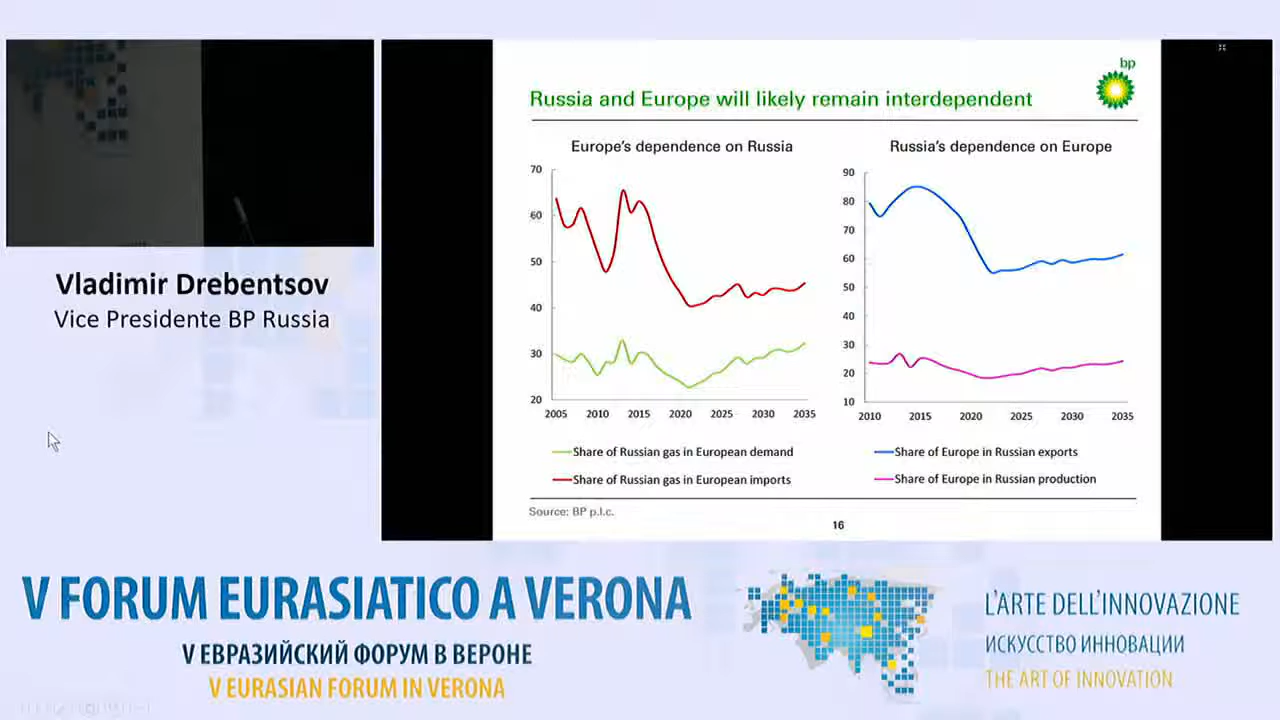 bp
Russia and Europe will likely remain interdependent
Europe's dependence on Russia
70
60
50
40
30
20
2005 2010 2015 2020 2025 2030 2035
Share of Russian gas in European demand
Share of Russian gas in European imports
Russia's dependence on Europe
90
80
70
60
50
40
30
20
10
2010 2015 2020 2025 2030 2035
Share of Europe in Russian exports
Share of Europe in Russian production
Source: BP p.l.c.
16
Vladimir Drebentsov
Vice Presidente BP Russia
V FORUM EURASIATICO A VERONA
V ЕВРАЗИЙСКИЙ ФОРУМ В ВЕРОНЕ
V EURASIAN FORUM IN VERONA
L'ARTE DELL'INNOVAZIONE
ИСКУССТВО ИННОВАЦИИ
THE ART OF INNOVATION